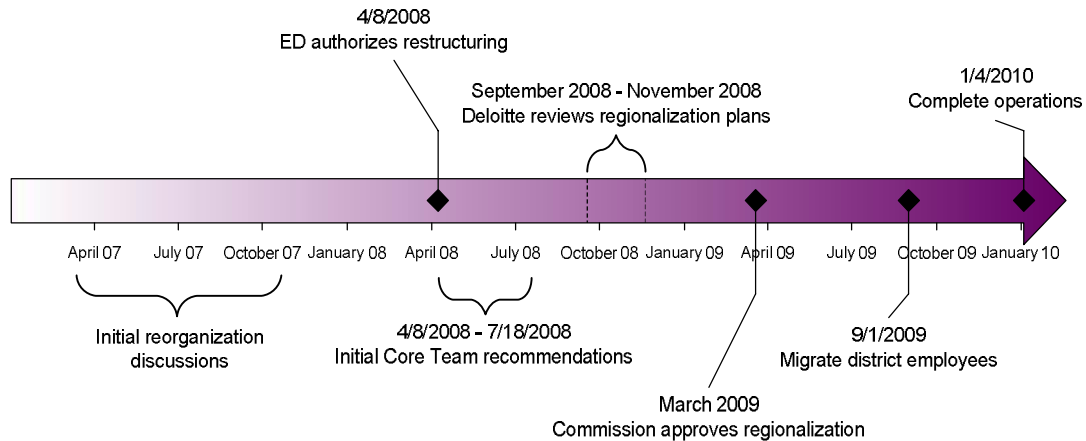 4/8/2008
ED authorizes restructuring
September 2008 - November 2008
Deloitte reviews regionalization plans
1/4/2010
Complete operations
April 07 July 07 October 07 January 08 April 08 July 08 October 08 January 09 April 09 July 09 October 09 January 10
Initial reorganization
discussions
4/8/2008 - 7/18/2008
Initial Core Team recommendations
9/1/2009
Migrate district employees
March 2009
Commission approves regionalization